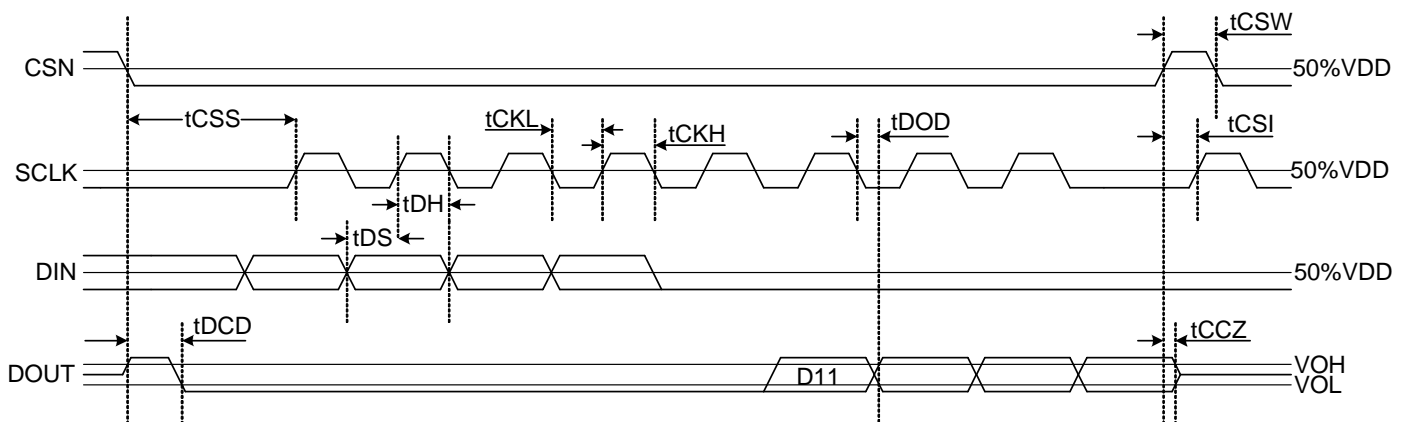 tCSW
CSN
50%VDD
tCSS
tCKL
tCKH
tDOD
tCSI
SCLK
50%VDD
tDH
tDS
DIN
50%VDD
tDCD
tCCZ
DOUT
D11
VOH
VOL